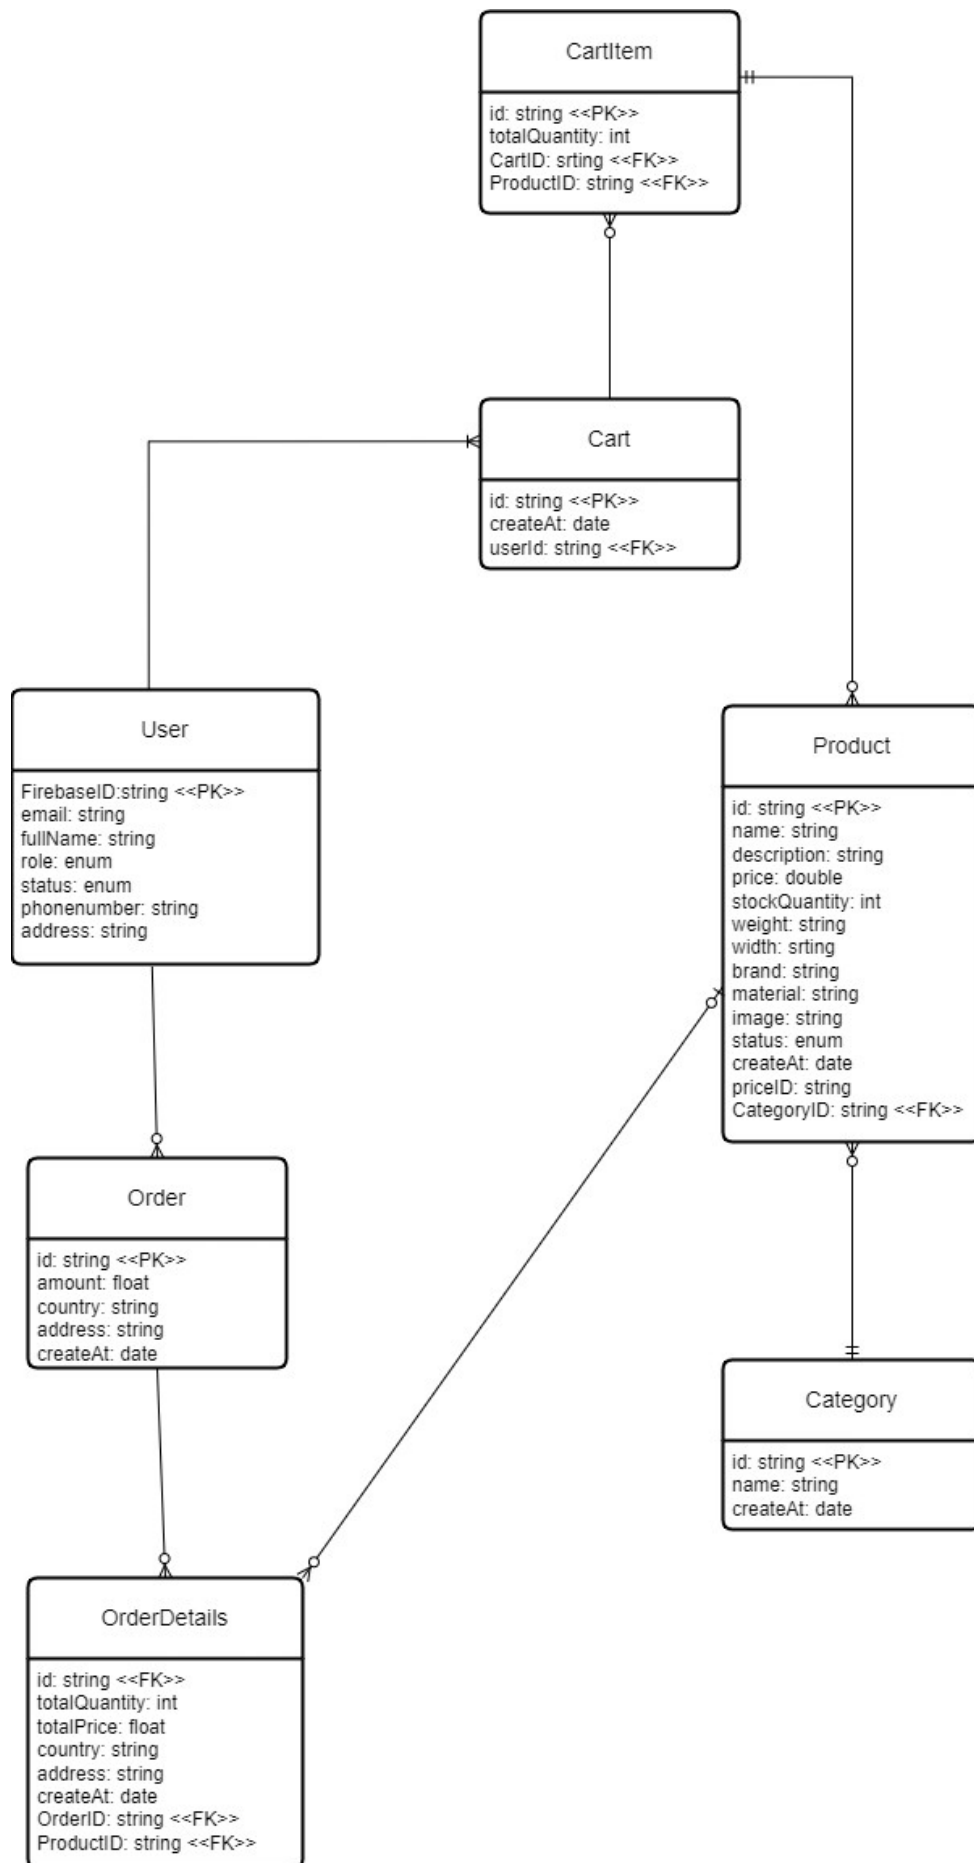 CartItem
id: string <<PK>>
totalQuantity: int
CartID: srting <<FK>>
ProductID: string <<FK>>
Cart
id: string <<PK>>
createAt: date
userId: string <<FK>>
User
FirebaseID:string <<PK>>
email: string
fullName: string
role: enum
status: enum
phonenumber: string
address: string
Product
id: string <<PK>>
name: string
description: string
price: double
stockQuantity: int
weight: string
width: srting
brand: string
material: string
image: string
status: enum
createAt: date
priceID: string
CategoryID: string <<FK>>
Order
id: string <<PK>>
amount: float
country: string
address: string
createAt: date
Category
id: string <<PK>>
name: string
createAt: date
OrderDetails
id: string <<FK>>
totalQuantity: int
totalPrice: float
country: string
address: string
createAt: date
OrderID: string <<FK>>
ProductID: string <<FK>>